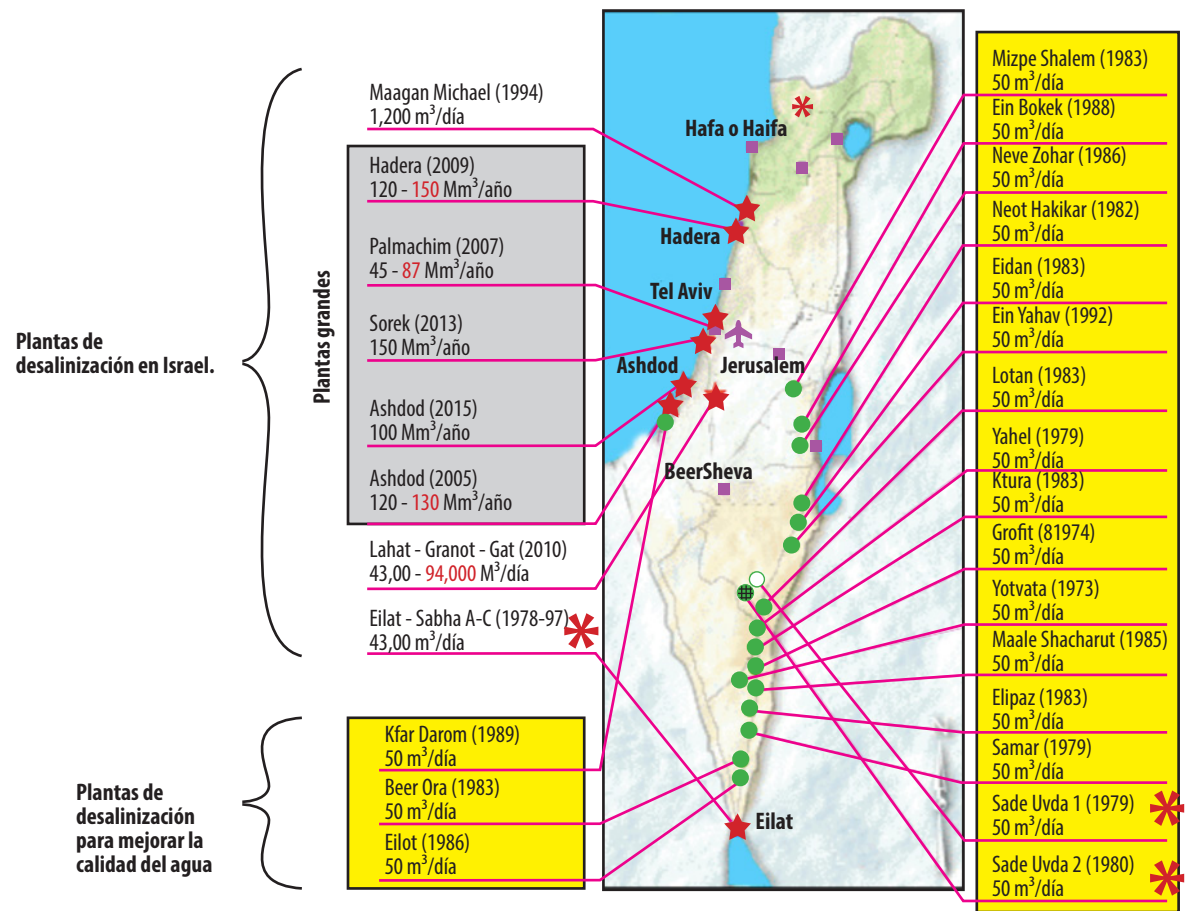 Plantas de
desalinización en Israel.
Maagan Michael (1994)
1,200 m³/día
Plantas grandes
Hadera (2009)
120 - 150 Mm³/año
Palmachim (2007)
45 - 87 Mm³/año
Sorek (2013)
150 Mm³/año
Ashdod (2015)
100 Mm³/año
Ashdod (2005)
120 - 130 Mm³/año
Lahat - Granot - Gat (2010)
43,00 - 94,000 M³/día
Eilat - Sabha A-C (1978-97)
43,00 m³/día
Plantas de
desalinización
para mejorar la
calidad del agua
Kfar Darom (1989)
50 m³/día
Beer Ora (1983)
50 m³/día
Eilot (1986)
50 m³/día
Hafa o Haifa
Hadera
Tel Aviv
Ashdod
Jerusalem
BeerSheva
Eilat
Mizpe Shalem (1983)
50 m³/día
Ein Bokek (1988)
50 m³/día
Neve Zohar (1986)
50 m³/día
Neot Hakikar (1982)
50 m³/día
Eidan (1983)
50 m³/día
Ein Yahav (1992)
50 m³/día
Lotan (1983)
50 m³/día
Yahel (1979)
50 m³/día
Ktura (1983)
50 m³/día
Grofit (81974)
50 m³/día
Yotvata (1973)
50 m³/día
Maale Shacharut (1985)
50 m³/día
Elipaz (1983)
50 m³/día
Samar (1979)
50 m³/día
Sade Uvda 1 (1979)
50 m³/día
Sade Uvda 2 (1980)
50 m³/día